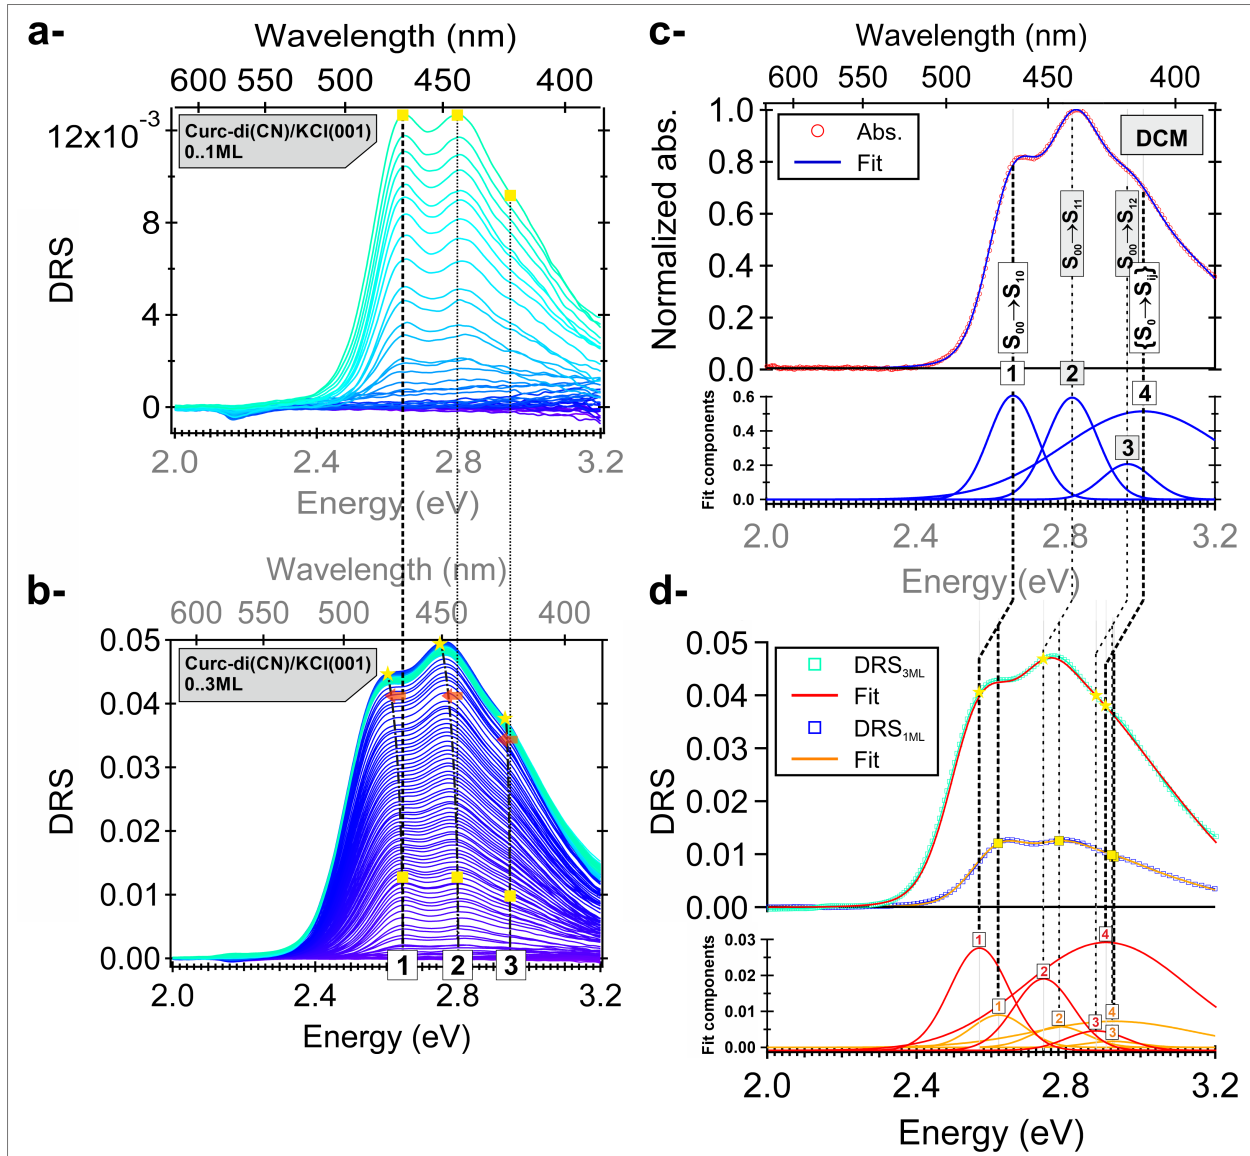 a-
Wavelength (nm)
600 550 500 450 400
Curc-di(CN)/KCl(001)
0..1ML
DRS
12x10⁻³
8
4
0
2.0 2.4 2.8 3.2
Energy (eV)
b-
Wavelength (nm)
600 550 500 450 400
Curc-di(CN)/KCl(001)
0..3ML
DRS
0.05
0.04
0.03
0.02
0.01
0.00
1 2 3
2.0 2.4 2.8 3.2
Energy (eV)
c-
Wavelength (nm)
600 550 500 450 400
Abs.
Fit
DCM
Normalized abs.
1.0
0.8
0.6
0.4
0.2
0.0
S₀₀→S₁₀
S₀₀→S₁₁
S₀₀→S₁₂
{S₀→Sᵢⱼ}
1 2 3 4
Fit components
0.6
0.4
0.2
0.0
2.0 2.4 2.8 3.2
Energy (eV)
d-
DRS₃ML
Fit
DRS₁ML
Fit
DRS
0.05
0.04
0.03
0.02
0.01
0.00
Fit components
0.03
0.02
0.01
0.00
1 2 3 4
1 2 3 4
2.0 2.4 2.8 3.2
Energy (eV)